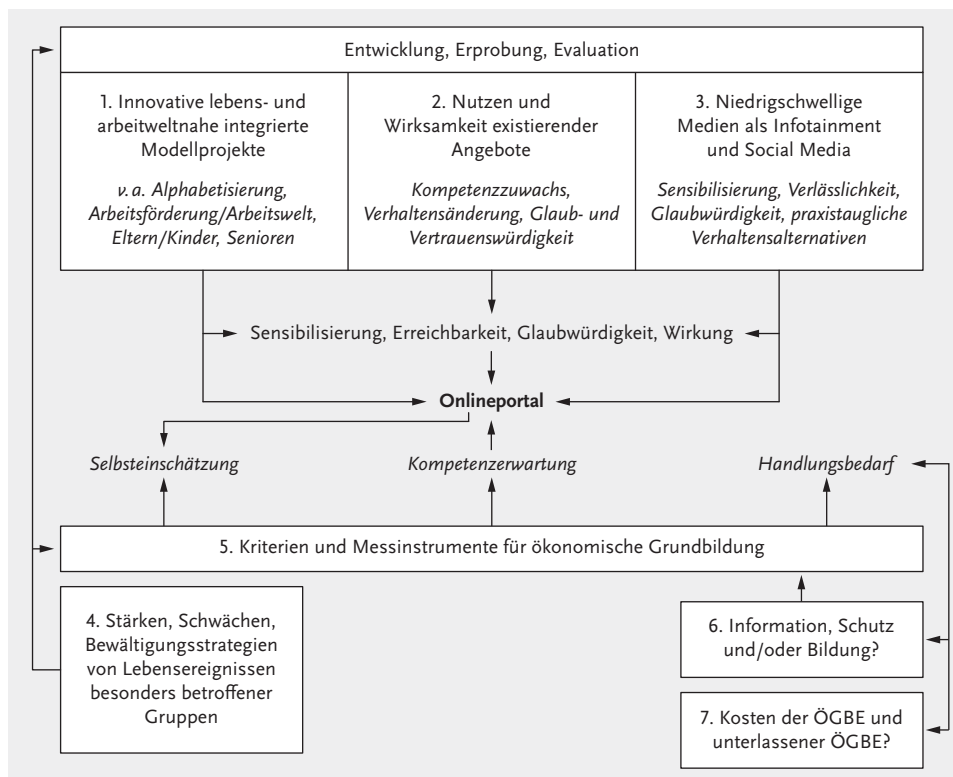 Entwicklung, Erprobung, Evaluation
1. Innovative lebens- und
arbeitweltnahe integrierte
Modellprojekte
v. a. Alphabetisierung,
Arbeitsförderung/Arbeitswelt,
Eltern/Kinder, Senioren
2. Nutzen und
Wirksamkeit existierender
Angebote
Kompetenzzuwachs,
Verhaltensänderung, Glaub- und
Vertrauenswürdigkeit
3. Niedrigschwellige
Medien als Infotainment
und Social Media
Sensibilisierung, Verlässlichkeit,
Glaubwürdigkeit, praxistaugliche
Verhaltensalternativen
Sensibilisierung, Erreichbarkeit, Glaubwürdigkeit, Wirkung
Onlineportal
Selbsteinschätzung
Kompetenzerwartung
Handlungsbedarf
5. Kriterien und Messinstrumente für ökonomische Grundbildung
4. Stärken, Schwächen,
Bewältigungsstrategien
von Lebensereignissen
besonders betroffener
Gruppen
6. Information, Schutz
und/oder Bildung?
7. Kosten der ÖGBE und
unterlassener ÖGBE?